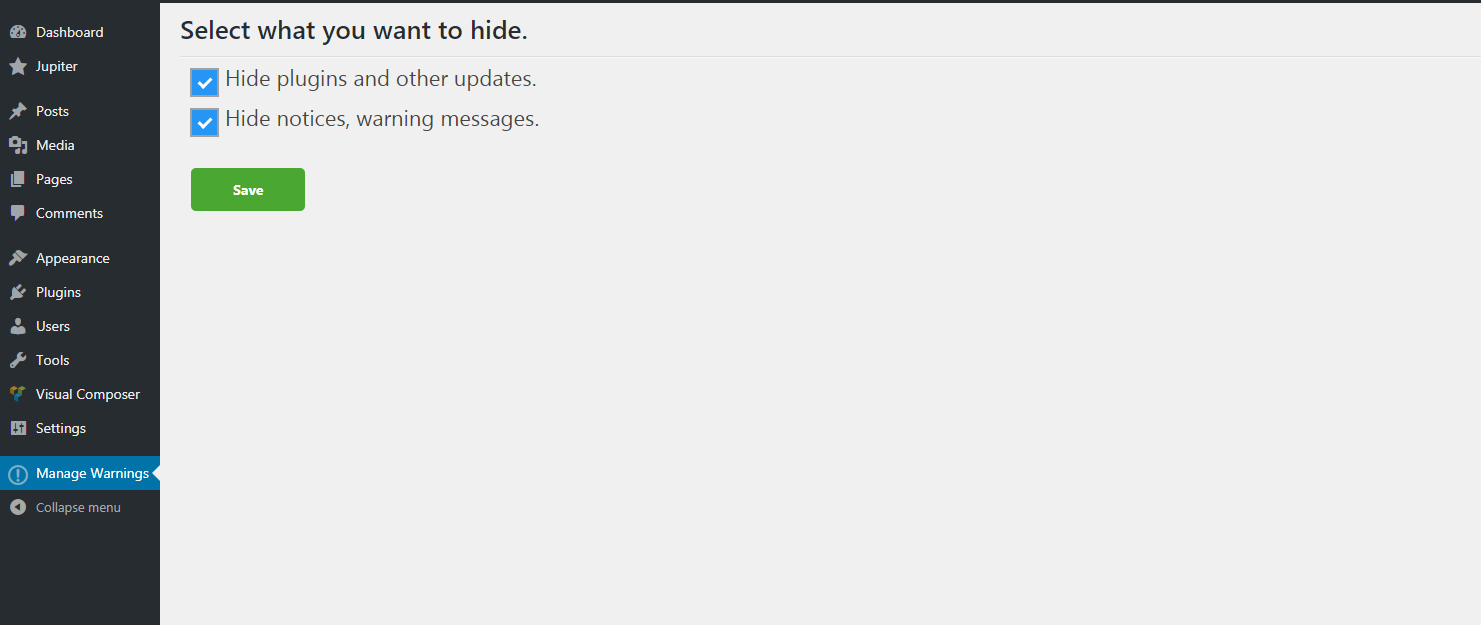 Dashboard
Jupiter
Posts
Media
Pages
Comments
Appearance
Plugins
Users
Tools
Visual Composer
Settings
Manage Warnings
Collapse menu
Select what you want to hide.
Hide plugins and other updates.
Hide notices, warning messages.
Save